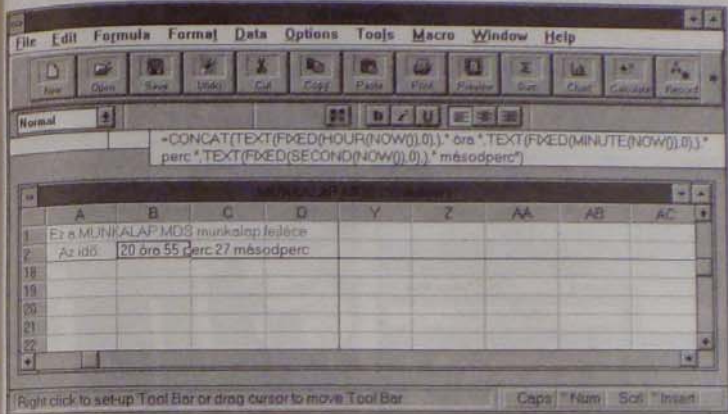 File Edit Formula Format Data Options Tools Macro Window Help
New Open Save Undo Cut Copy Paste Print Preview Sum Chart Calculate Record
Normal B I U
=CONCAT(TEXT(FIXED(HOUR(NOW()),0),)," óra ",TEXT(FIXED(MINUTE(NOW()),0),),"
perc ",TEXT(FIXED(SECOND(NOW()),0),)," másodperc")
MUNKALAP.MDS
A B C D Y Z AA AB AC
1 Ez a MUNKALAP.MDS munkalap fejléce
2 Az idő: 20 óra 55 perc 27 másodperc
18
19
20
21
22
Right click to set-up Tool Bar or drag cursor to move Tool Bar Caps Num Scrl Insert